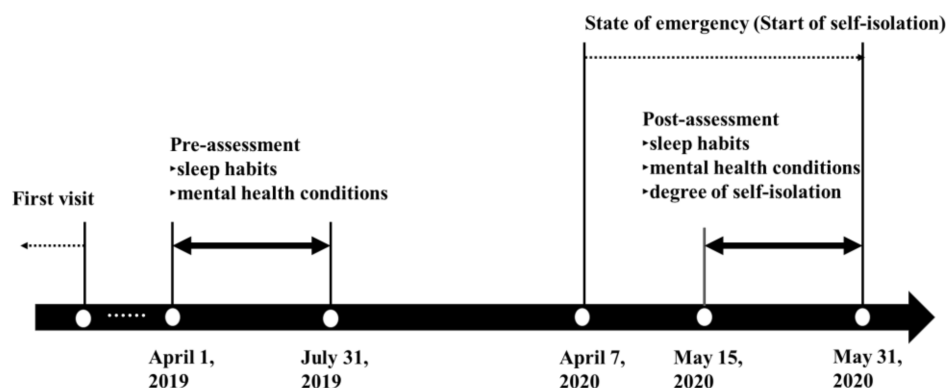 State of emergency (Start of self-isolation)
Pre-assessment
▸sleep habits
▸mental health conditions
Post-assessment
▸sleep habits
▸mental health conditions
▸degree of self-isolation
First visit
......
April 1,
2019
July 31,
2019
April 7,
2020
May 15,
2020
May 31,
2020